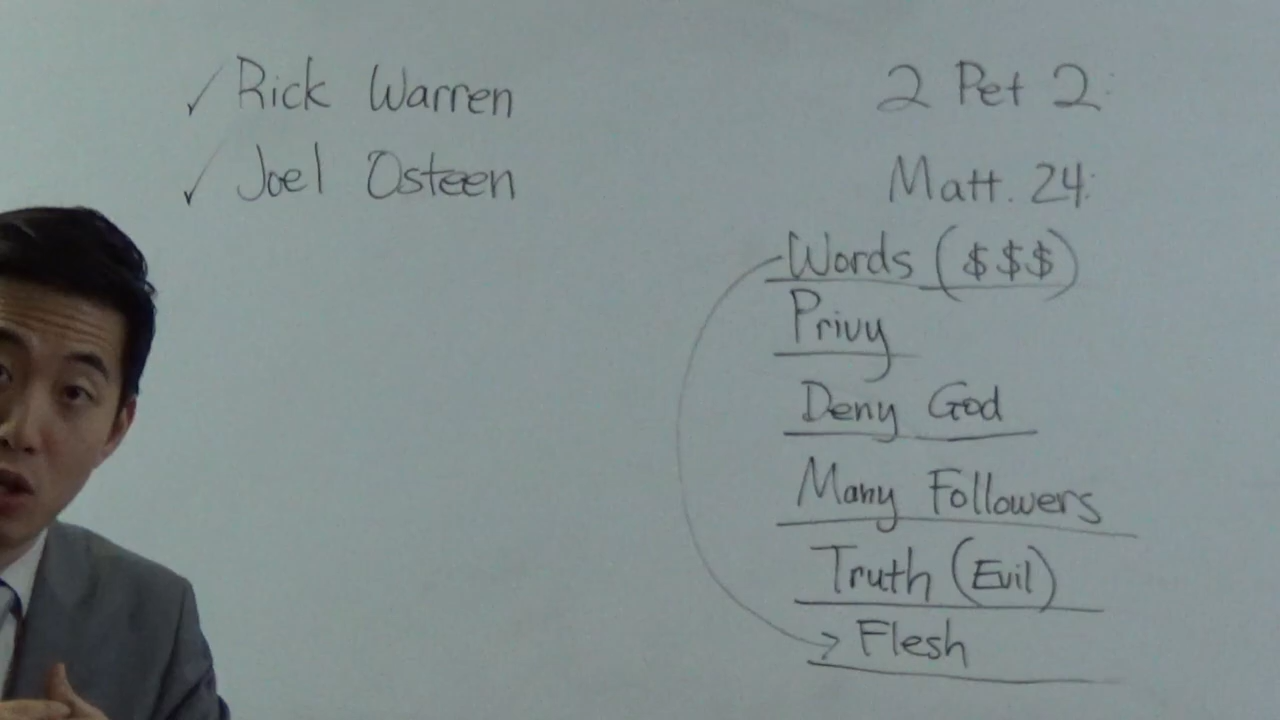 ✓ Rick Warren
✓ Joel Osteen
2 Pet 2:
Matt. 24:
Words ($$$)
Privy
Deny God
Many Followers
Truth (Evil)
Flesh